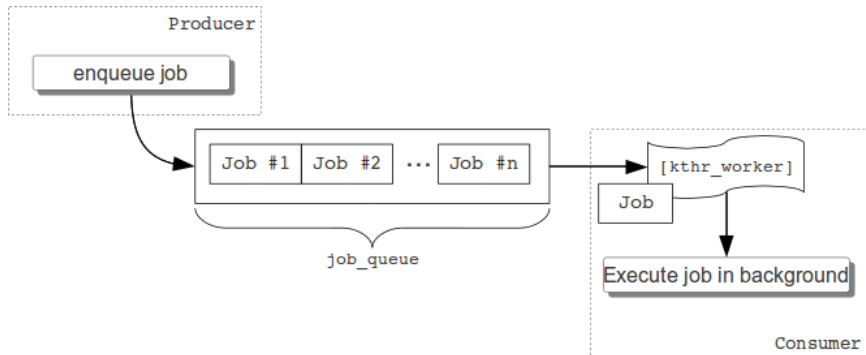 Producer
enqueue job
Job #1 Job #2 ... Job #n
[kthr_worker]
Job
job_queue
Execute job in background
Consumer